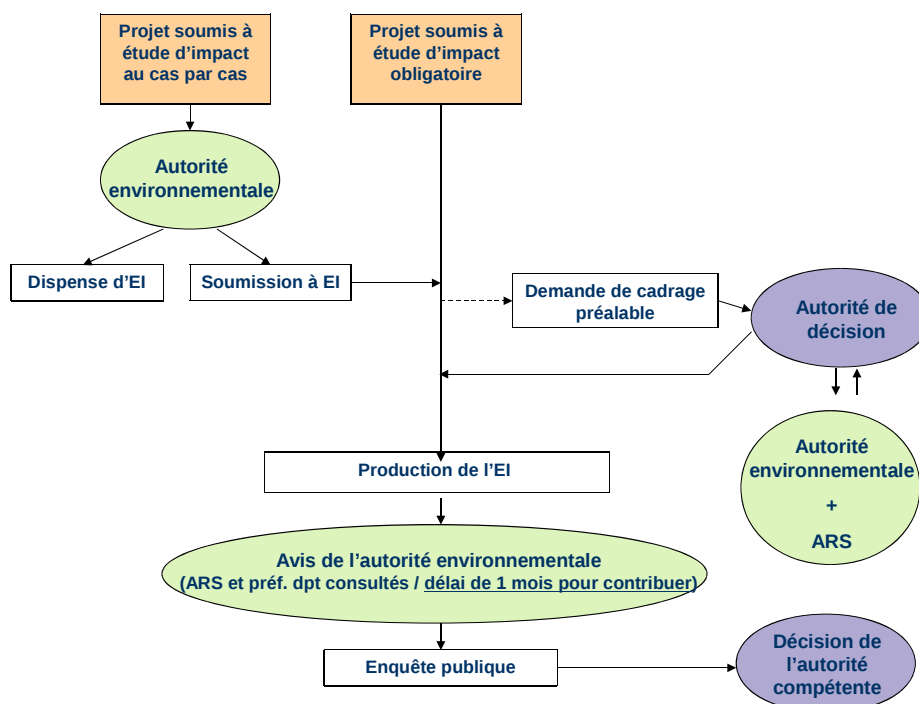 Projet soumis à
étude d’impact
au cas par cas
Projet soumis à
étude d’impact
obligatoire
Autorité
environnementale
Dispense d’EI
Soumission à EI
Demande de cadrage
préalable
Autorité de
décision
Autorité
environnementale
+
ARS
Production de l’EI
Avis de l’autorité environnementale
(ARS et préf. dpt consultés / délai de 1 mois pour contribuer)
Enquête publique
Décision de
l’autorité
compétente